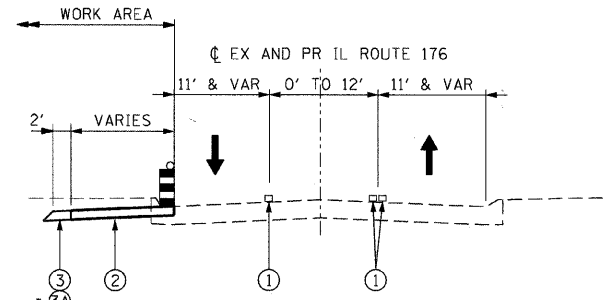 WORK AREA
℄ EX AND PR IL ROUTE 176
11' & VAR
0' TO 12'
11' & VAR
2'
VARIES
3
2
1
1
3A